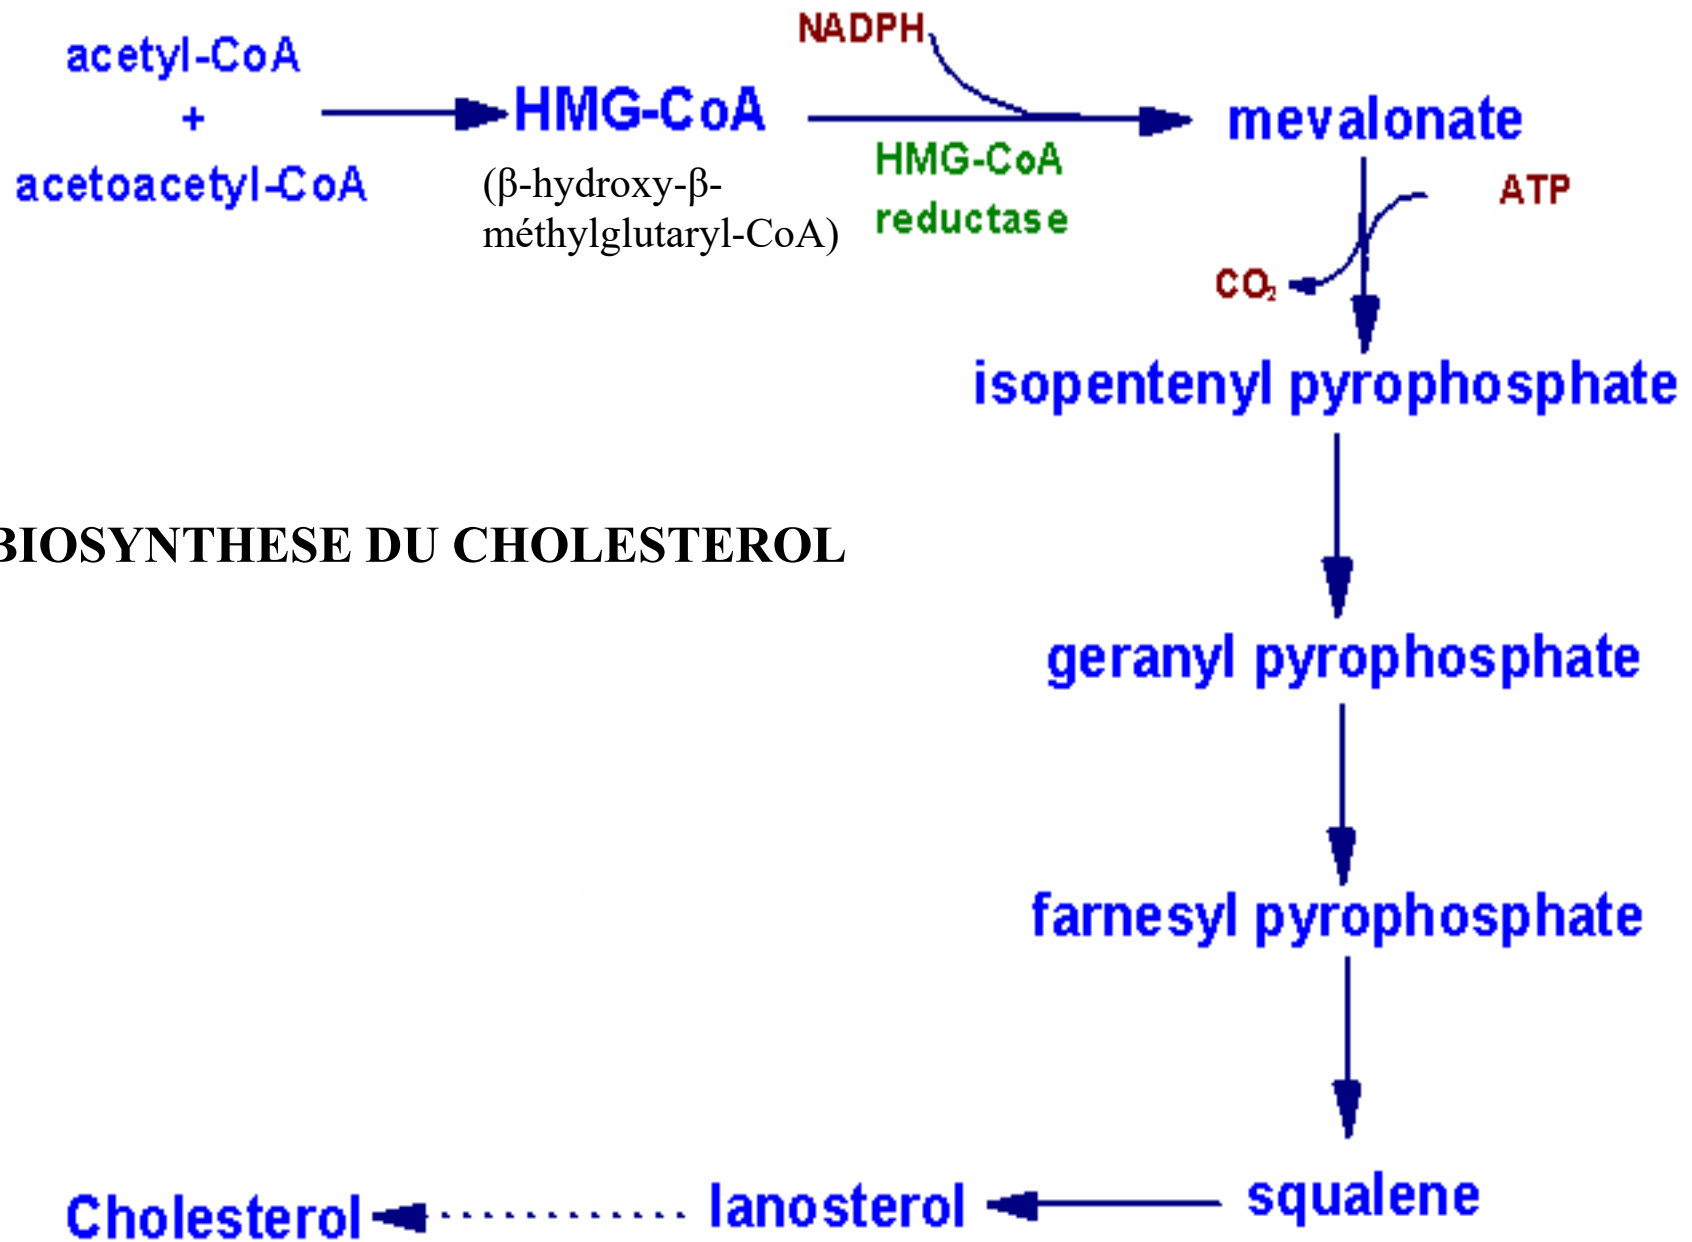 acetyl-CoA
+
acetoacetyl-CoA
HMG-CoA
(β-hydroxy-β-
méthylglutaryl-CoA)
NADPH
HMG-CoA
reductase
mevalonate
ATP
CO₂
isopentenyl pyrophosphate
BIOSYNTHESE DU CHOLESTEROL
geranyl pyrophosphate
farnesyl pyrophosphate
squalene
lanosterol
Cholesterol